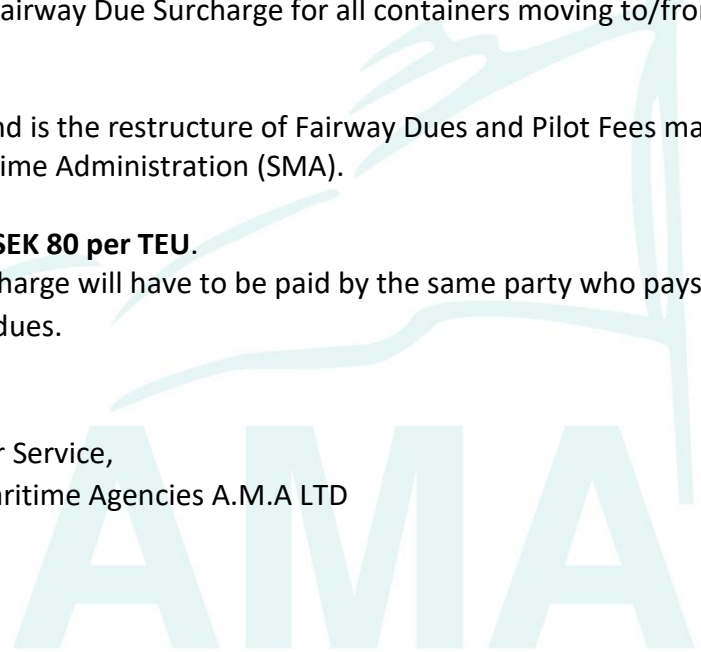 airway Due Surcharge for all containers moving to/fro
nd is the restructure of Fairway Dues and Pilot Fees ma
ime Administration (SMA).
SEK 80 per TEU.
harge will have to be paid by the same party who pays
dues.
r Service,
aritime Agencies A.M.A LTD
AMA